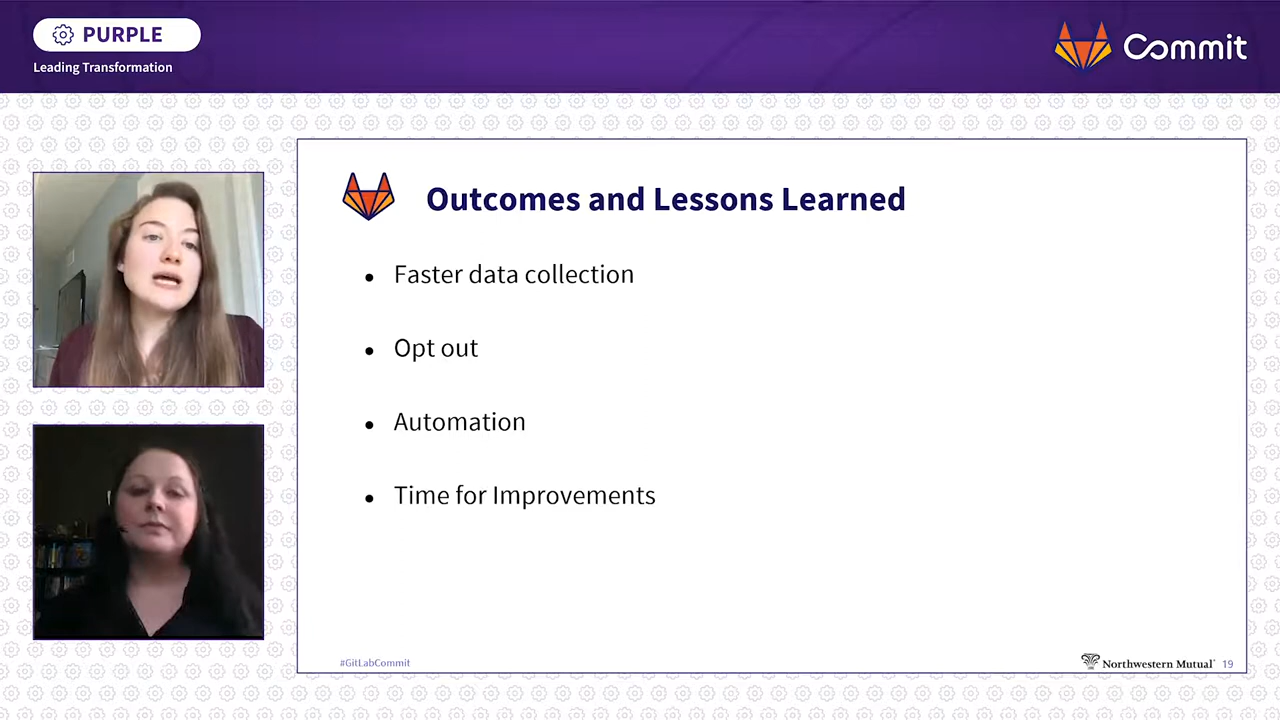 PURPLE
Leading Transformation
Commit
Outcomes and Lessons Learned
• Faster data collection
• Opt out
• Automation
• Time for Improvements
#GitLabCommit
Northwestern Mutual® 19